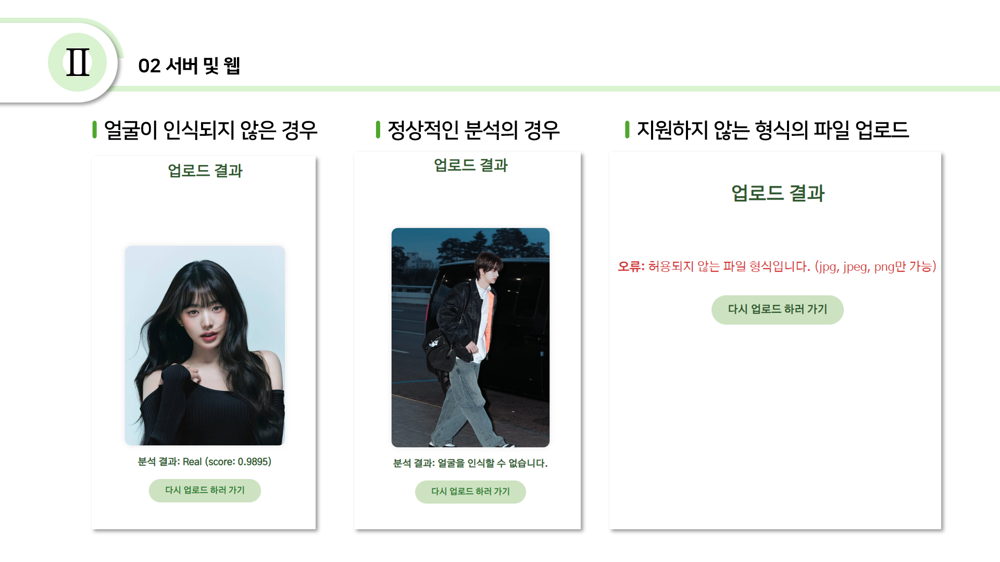 Ⅱ
02 서버 및 웹
얼굴이 인식되지 않은 경우
업로드 결과
분석 결과: Real (score: 0.9895)
다시 업로드 하러 가기
정상적인 분석의 경우
업로드 결과
분석 결과: 얼굴을 인식할 수 없습니다.
다시 업로드 하러 가기
지원하지 않는 형식의 파일 업로드
업로드 결과
오류: 허용되지 않는 파일 형식입니다. (jpg, jpeg, png만 가능)
다시 업로드 하러 가기